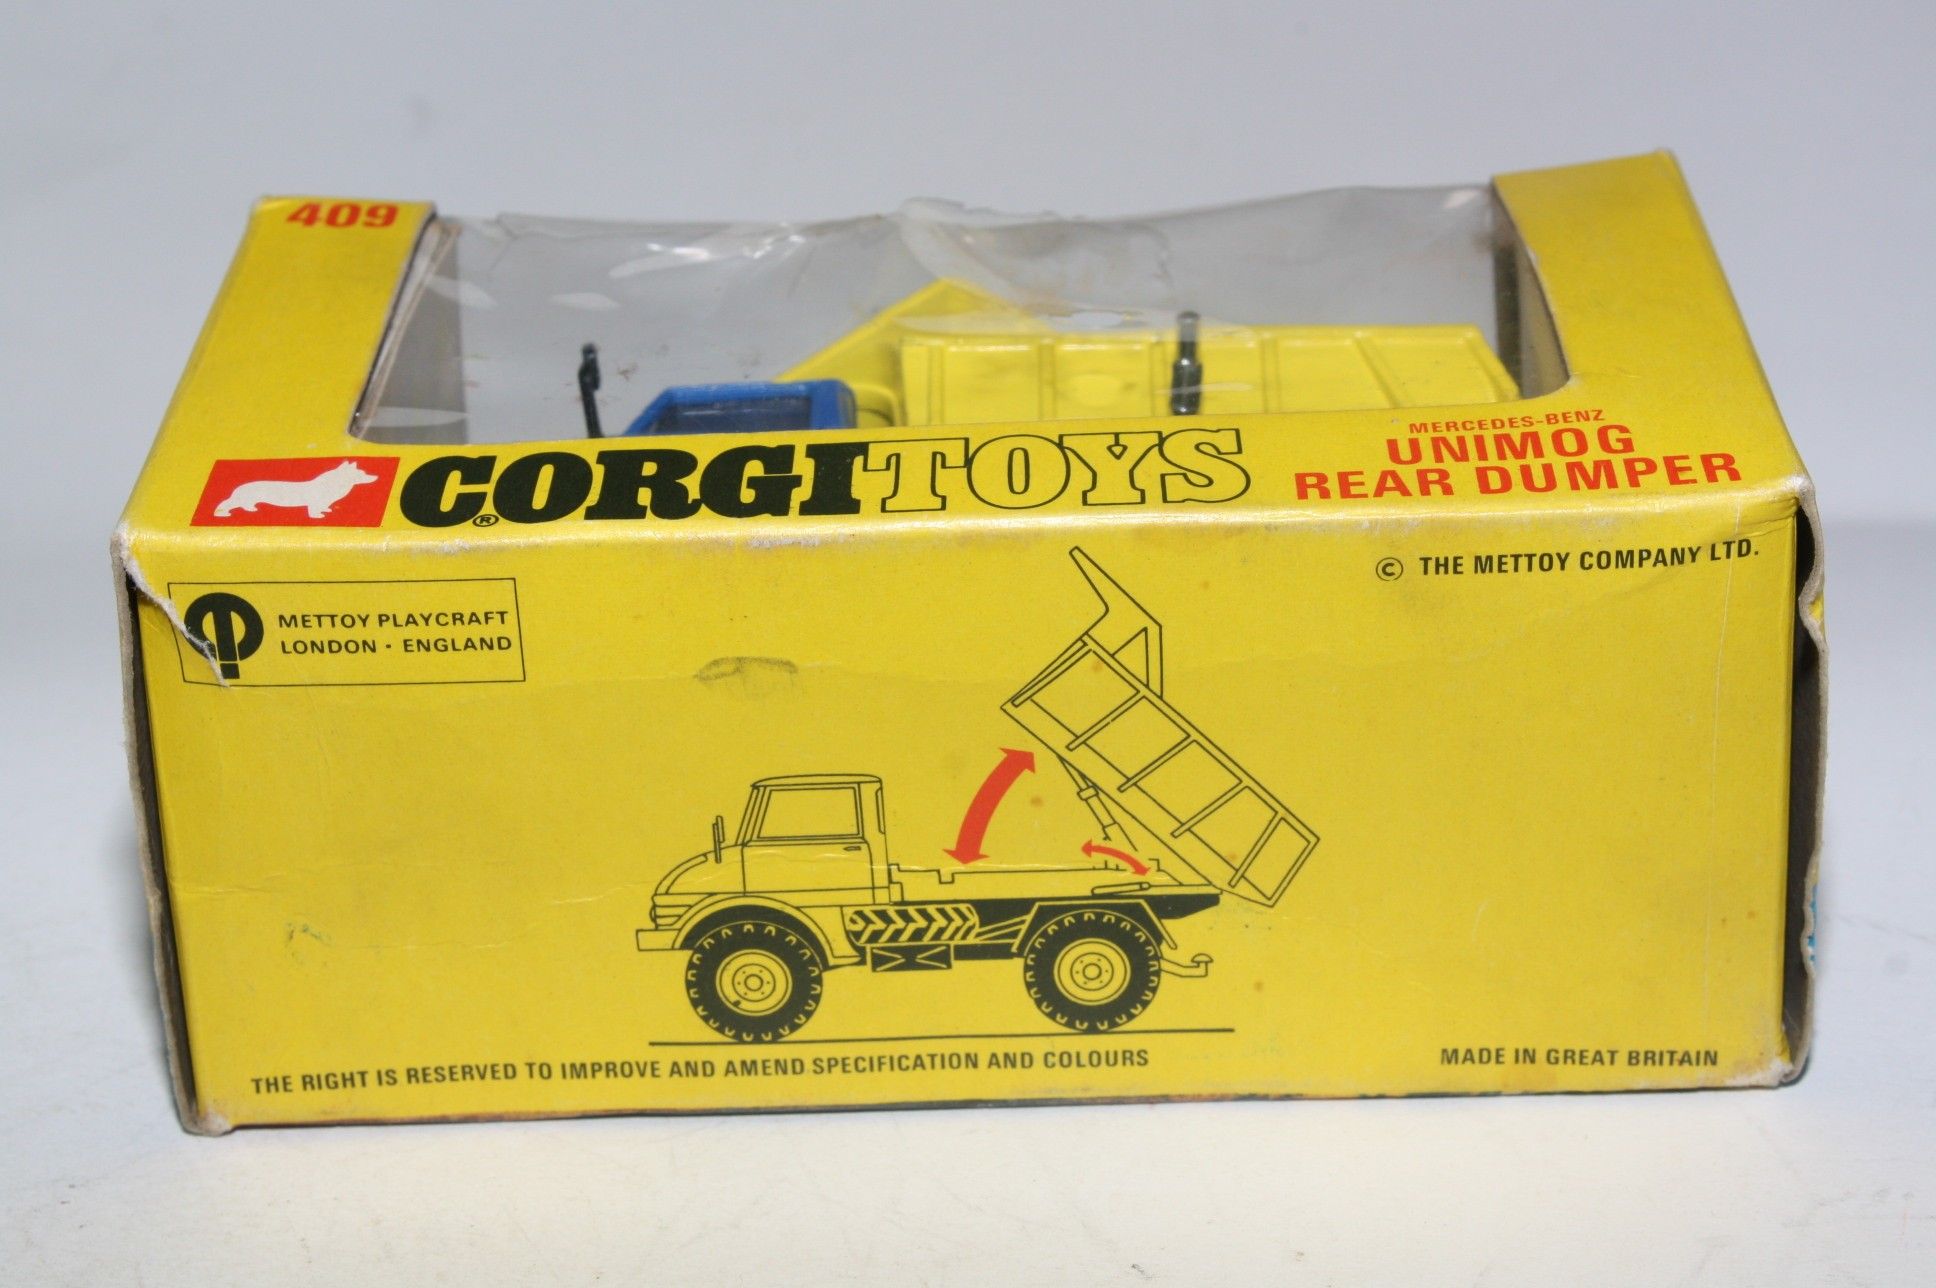 409
CORGI TOYS
®
MERCEDES-BENZ
UNIMOG
REAR DUMPER
© THE METTOY COMPANY LTD.
METTOY PLAYCRAFT
LONDON · ENGLAND
THE RIGHT IS RESERVED TO IMPROVE AND AMEND SPECIFICATION AND COLOURS
MADE IN GREAT BRITAIN